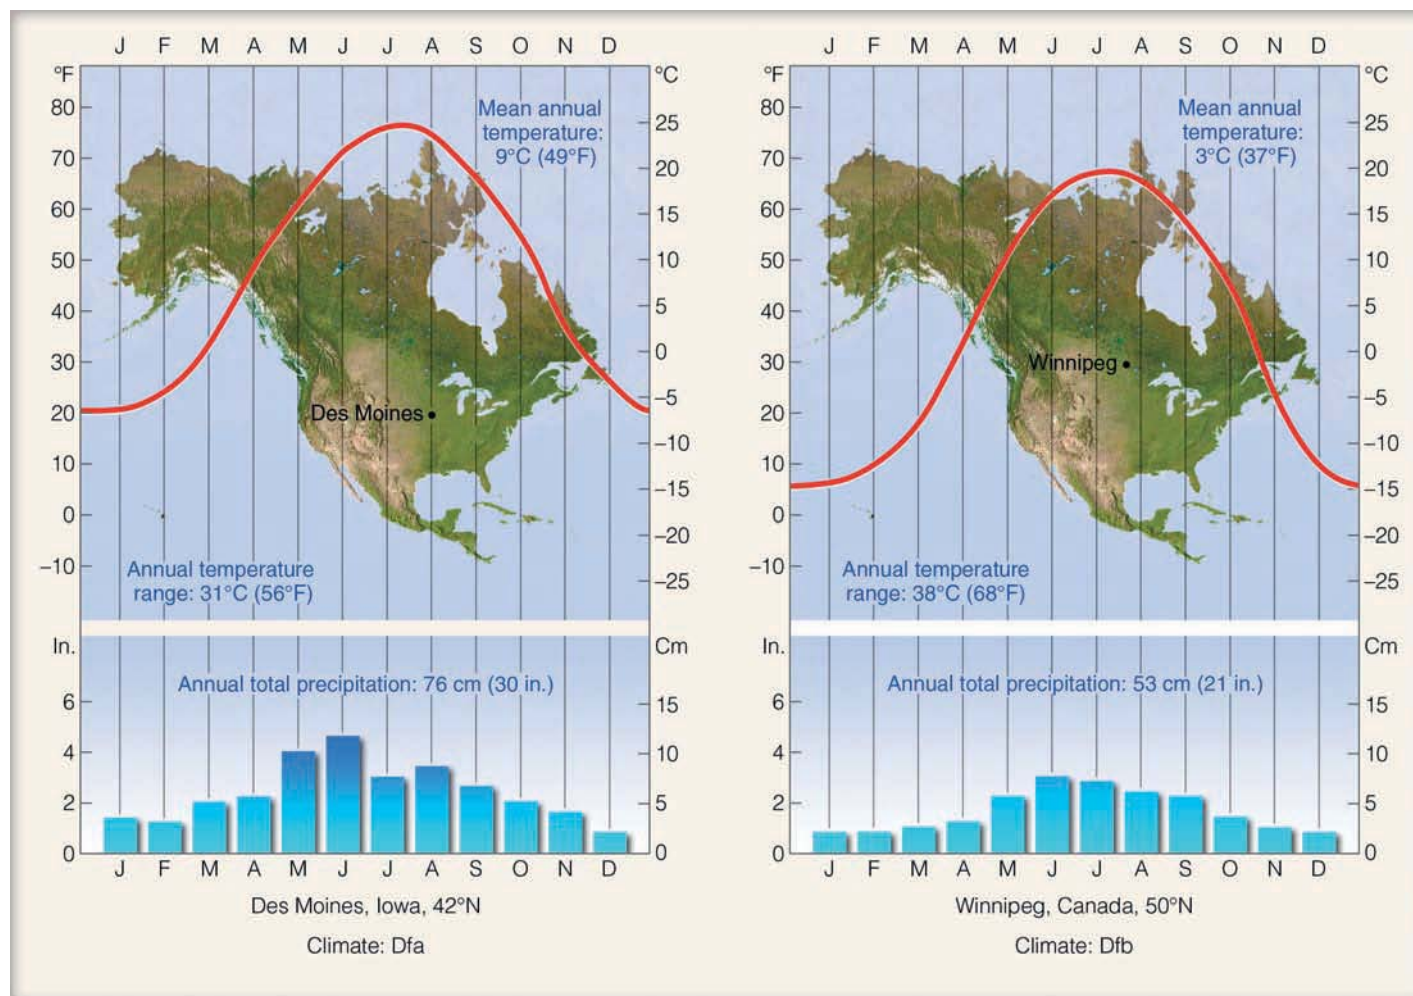 J F M A M J J A S O N D
°F °C
80
70
60
50
40
30
20
10
0
–10
25
20
15
10
5
0
–5
–10
–15
–20
–25
Mean annual
temperature:
9°C (49°F)
Des Moines
Annual temperature
range: 31°C (56°F)
In. Cm
Annual total precipitation: 76 cm (30 in.)
6
4
2
0
15
10
5
0
J F M A M J J A S O N D
Des Moines, Iowa, 42°N
Climate: Dfa
J F M A M J J A S O N D
°F °C
80
70
60
50
40
30
20
10
0
–10
25
20
15
10
5
0
–5
–10
–15
–20
–25
Mean annual
temperature:
3°C (37°F)
Winnipeg
Annual temperature
range: 38°C (68°F)
In. Cm
Annual total precipitation: 53 cm (21 in.)
6
4
2
0
15
10
5
0
J F M A M J J A S O N D
Winnipeg, Canada, 50°N
Climate: Dfb